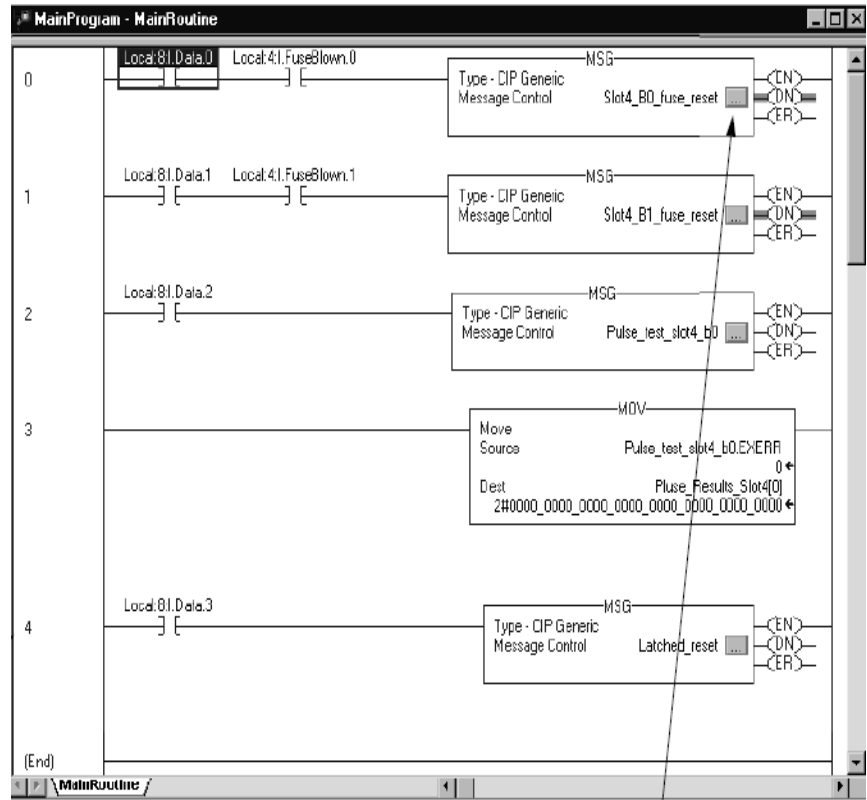 MainProgram - MainRoutine
0
Local:8:I.Data.0 Local:4:I.FuseBlown.0
MSG
Type - CIP Generic
Message Control Slot4_B0_fuse_reset ...
EN
DN
ER
1
Local:8:I.Data.1 Local:4:I.FuseBlown.1
MSG
Type - CIP Generic
Message Control Slot4_B1_fuse_reset ...
EN
DN
ER
2
Local:8:I.Data.2
MSG
Type - CIP Generic
Message Control Pulse_test_slot4_b0 ...
EN
DN
ER
3
MOV
Move
Source Pulse_test_slot4_b0.EXERR
0
Dest Pluse_Results_Slot4[0]
2#0000_0000_0000_0000_0000_0000_0000_0000
4
Local:8:I.Data.3
MSG
Type - CIP Generic
Message Control Latched_reset ...
EN
DN
ER
(End)
MainRoutine